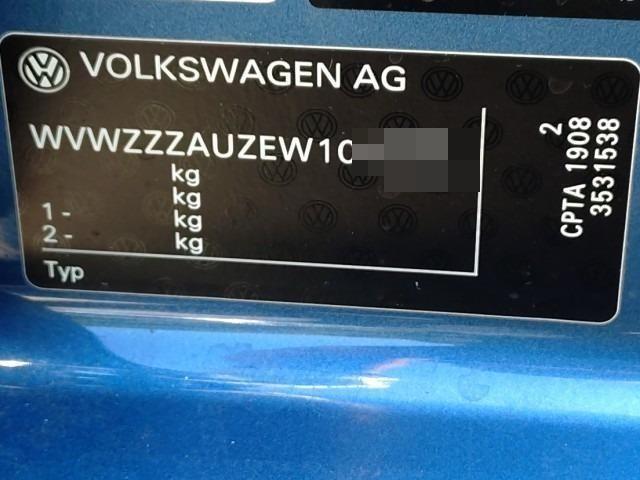 VOLKSWAGEN AG
WVWZZZAUZEW10
kg
kg
1 - kg
2 - kg
Typ
2
CPTA 1908
3531538